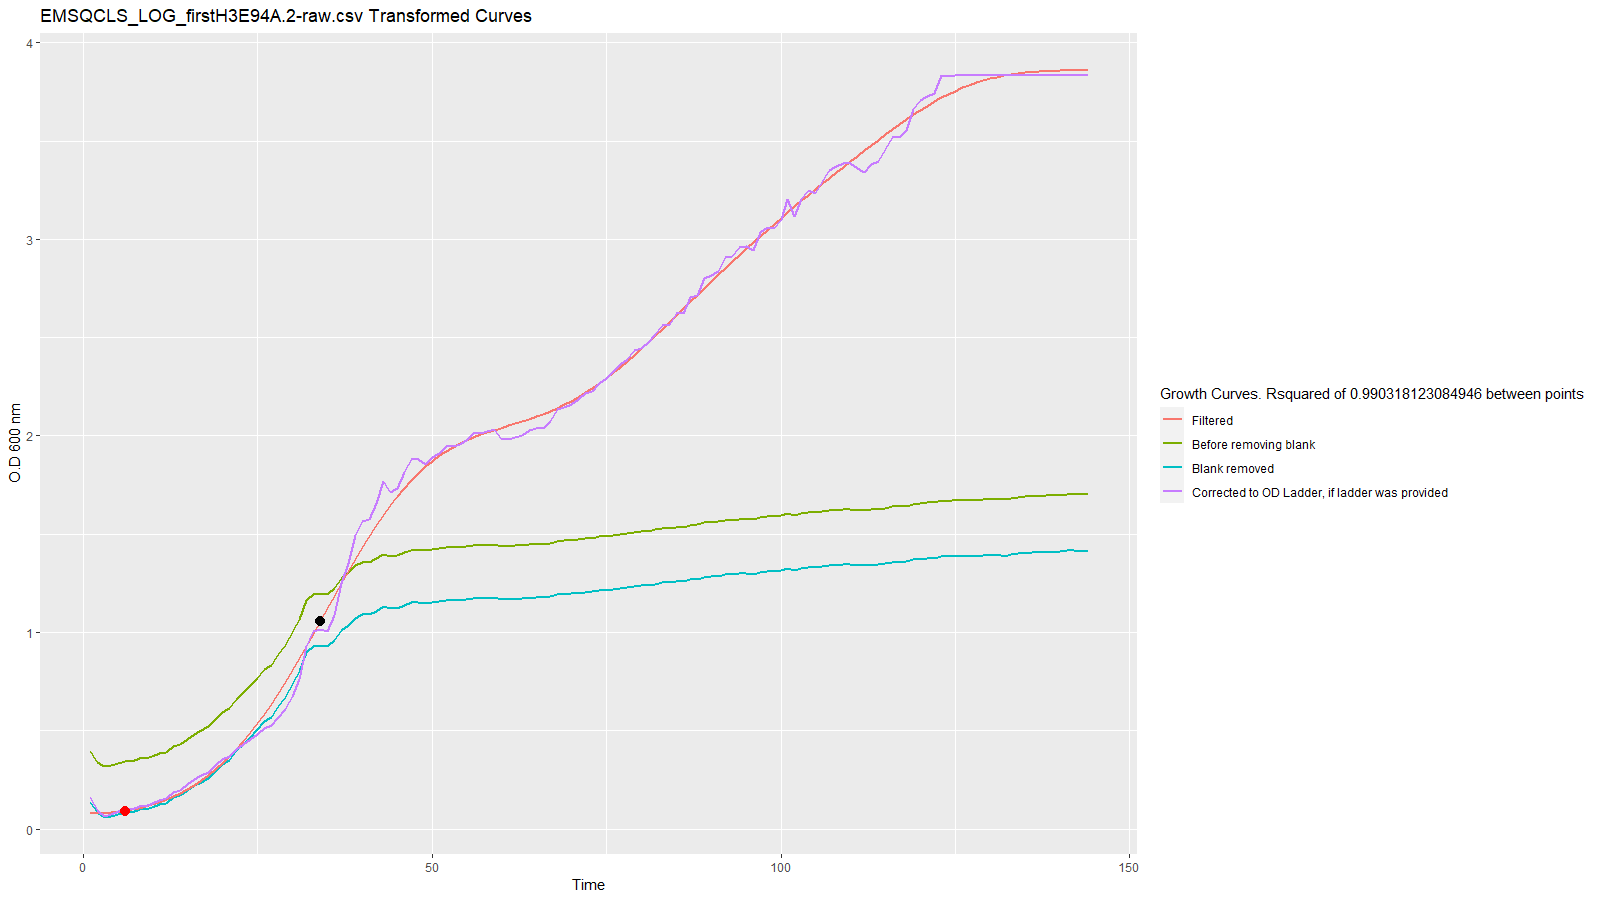 EMSQCLS_LOG_firstH3E94A.2-raw.csv Transformed Curves
4
3
2
1
0
O.D 600 nm
0
50
100
150
Time
Growth Curves. Rsquared of 0.990318123084946 between points
Filtered
Before removing blank
Blank removed
Corrected to OD Ladder, if ladder was provided